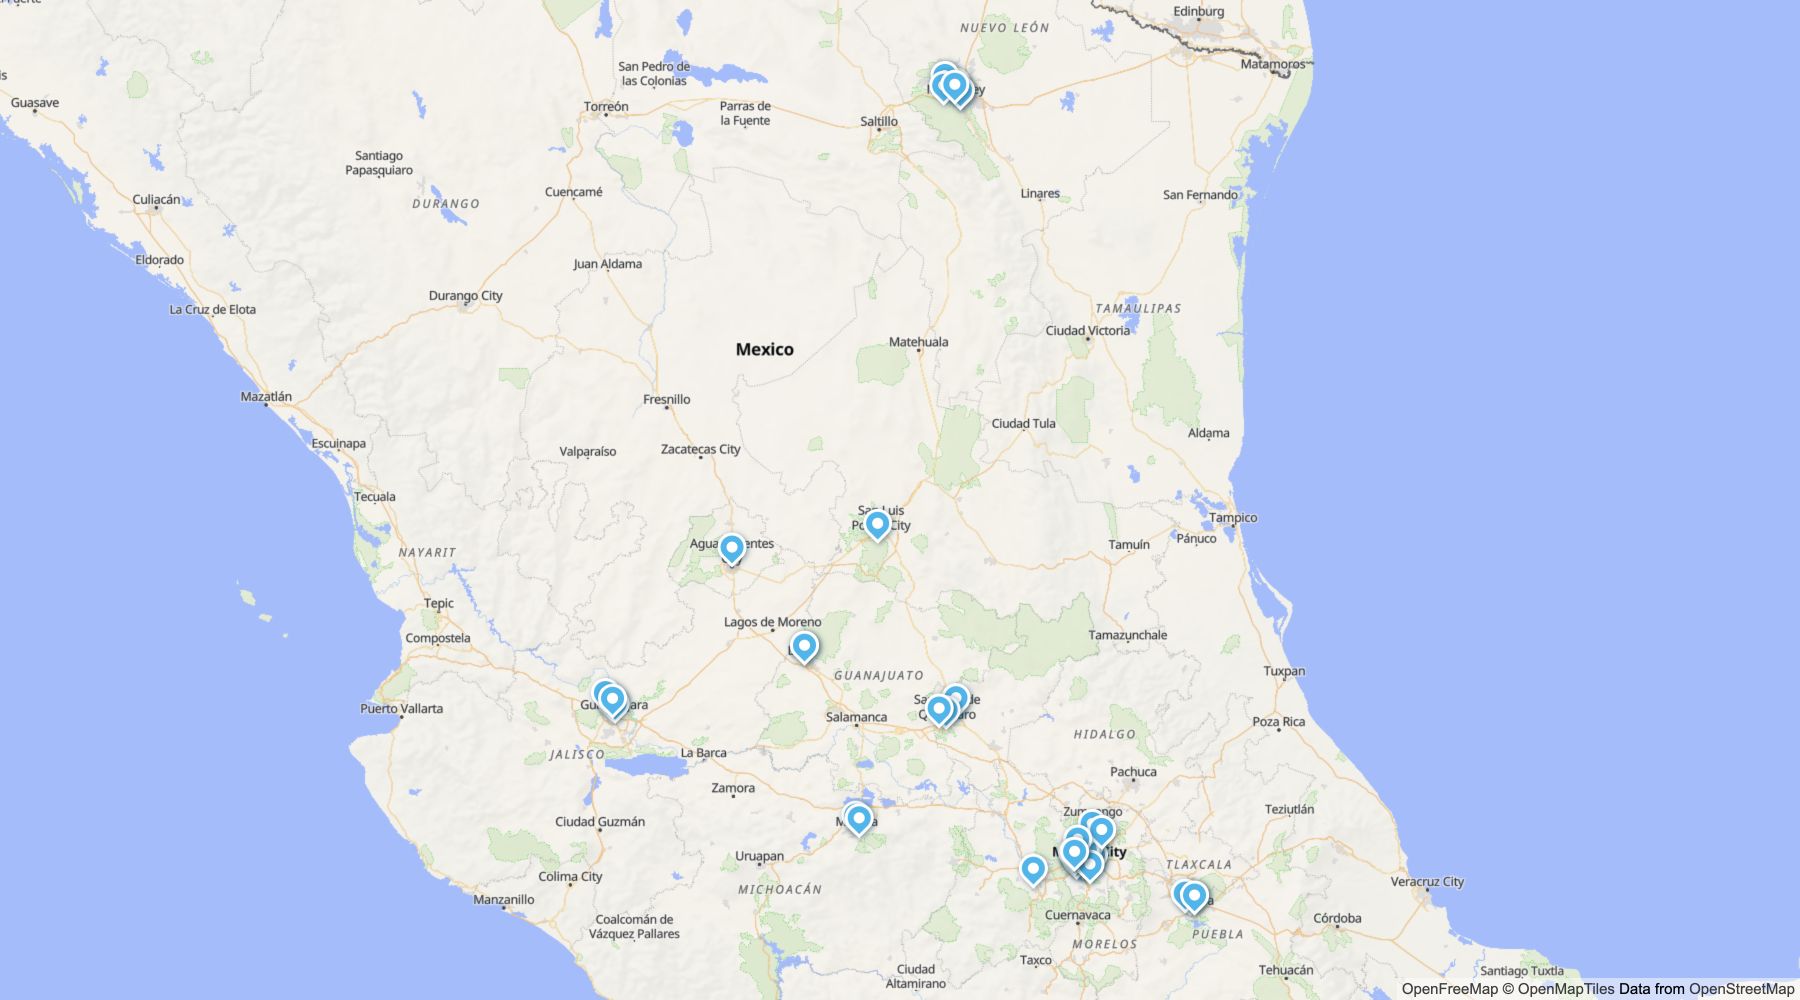 NUEVO LEÓN
Edinburg
Matamoros
San Pedro de
las Colonias
Guasave
Torreón
Parras de
la Fuente
Saltillo
Santiago
Papasquiaro
Cuencamé
Linares
San Fernando
Culiacán
DURANGO
Eldorado
Juan Aldama
Durango City
La Cruz de Elota
TAMAULIPAS
Ciudad Victoria
Matehuala
Mexico
Mazatlán
Fresnillo
Ciudad Tula
Aldama
Escuinapa
Valparaíso
Zacatecas City
Tecuala
Tampico
Pánuco
Tamuín
NAYARIT
Tepic
Compostela
Lagos de Moreno
Tamazunchale
GUANAJUATO
Tuxpan
Puerto Vallarta
Salamanca
Poza Rica
HIDALGO
JALISCO
La Barca
Pachuca
Zamora
Teziutlán
Ciudad Guzmán
Uruapan
TLAXCALA
Colima City
MICHOACÁN
Veracruz City
Manzanillo
Coalcomán de
Vázquez Pallares
Cuernavaca
Córdoba
PUEBLA
MORELOS
Taxco
Ciudad
Altamirano
Tehuacán
Santiago Tuxtla
OpenFreeMap © OpenMapTiles Data from OpenStreetMap